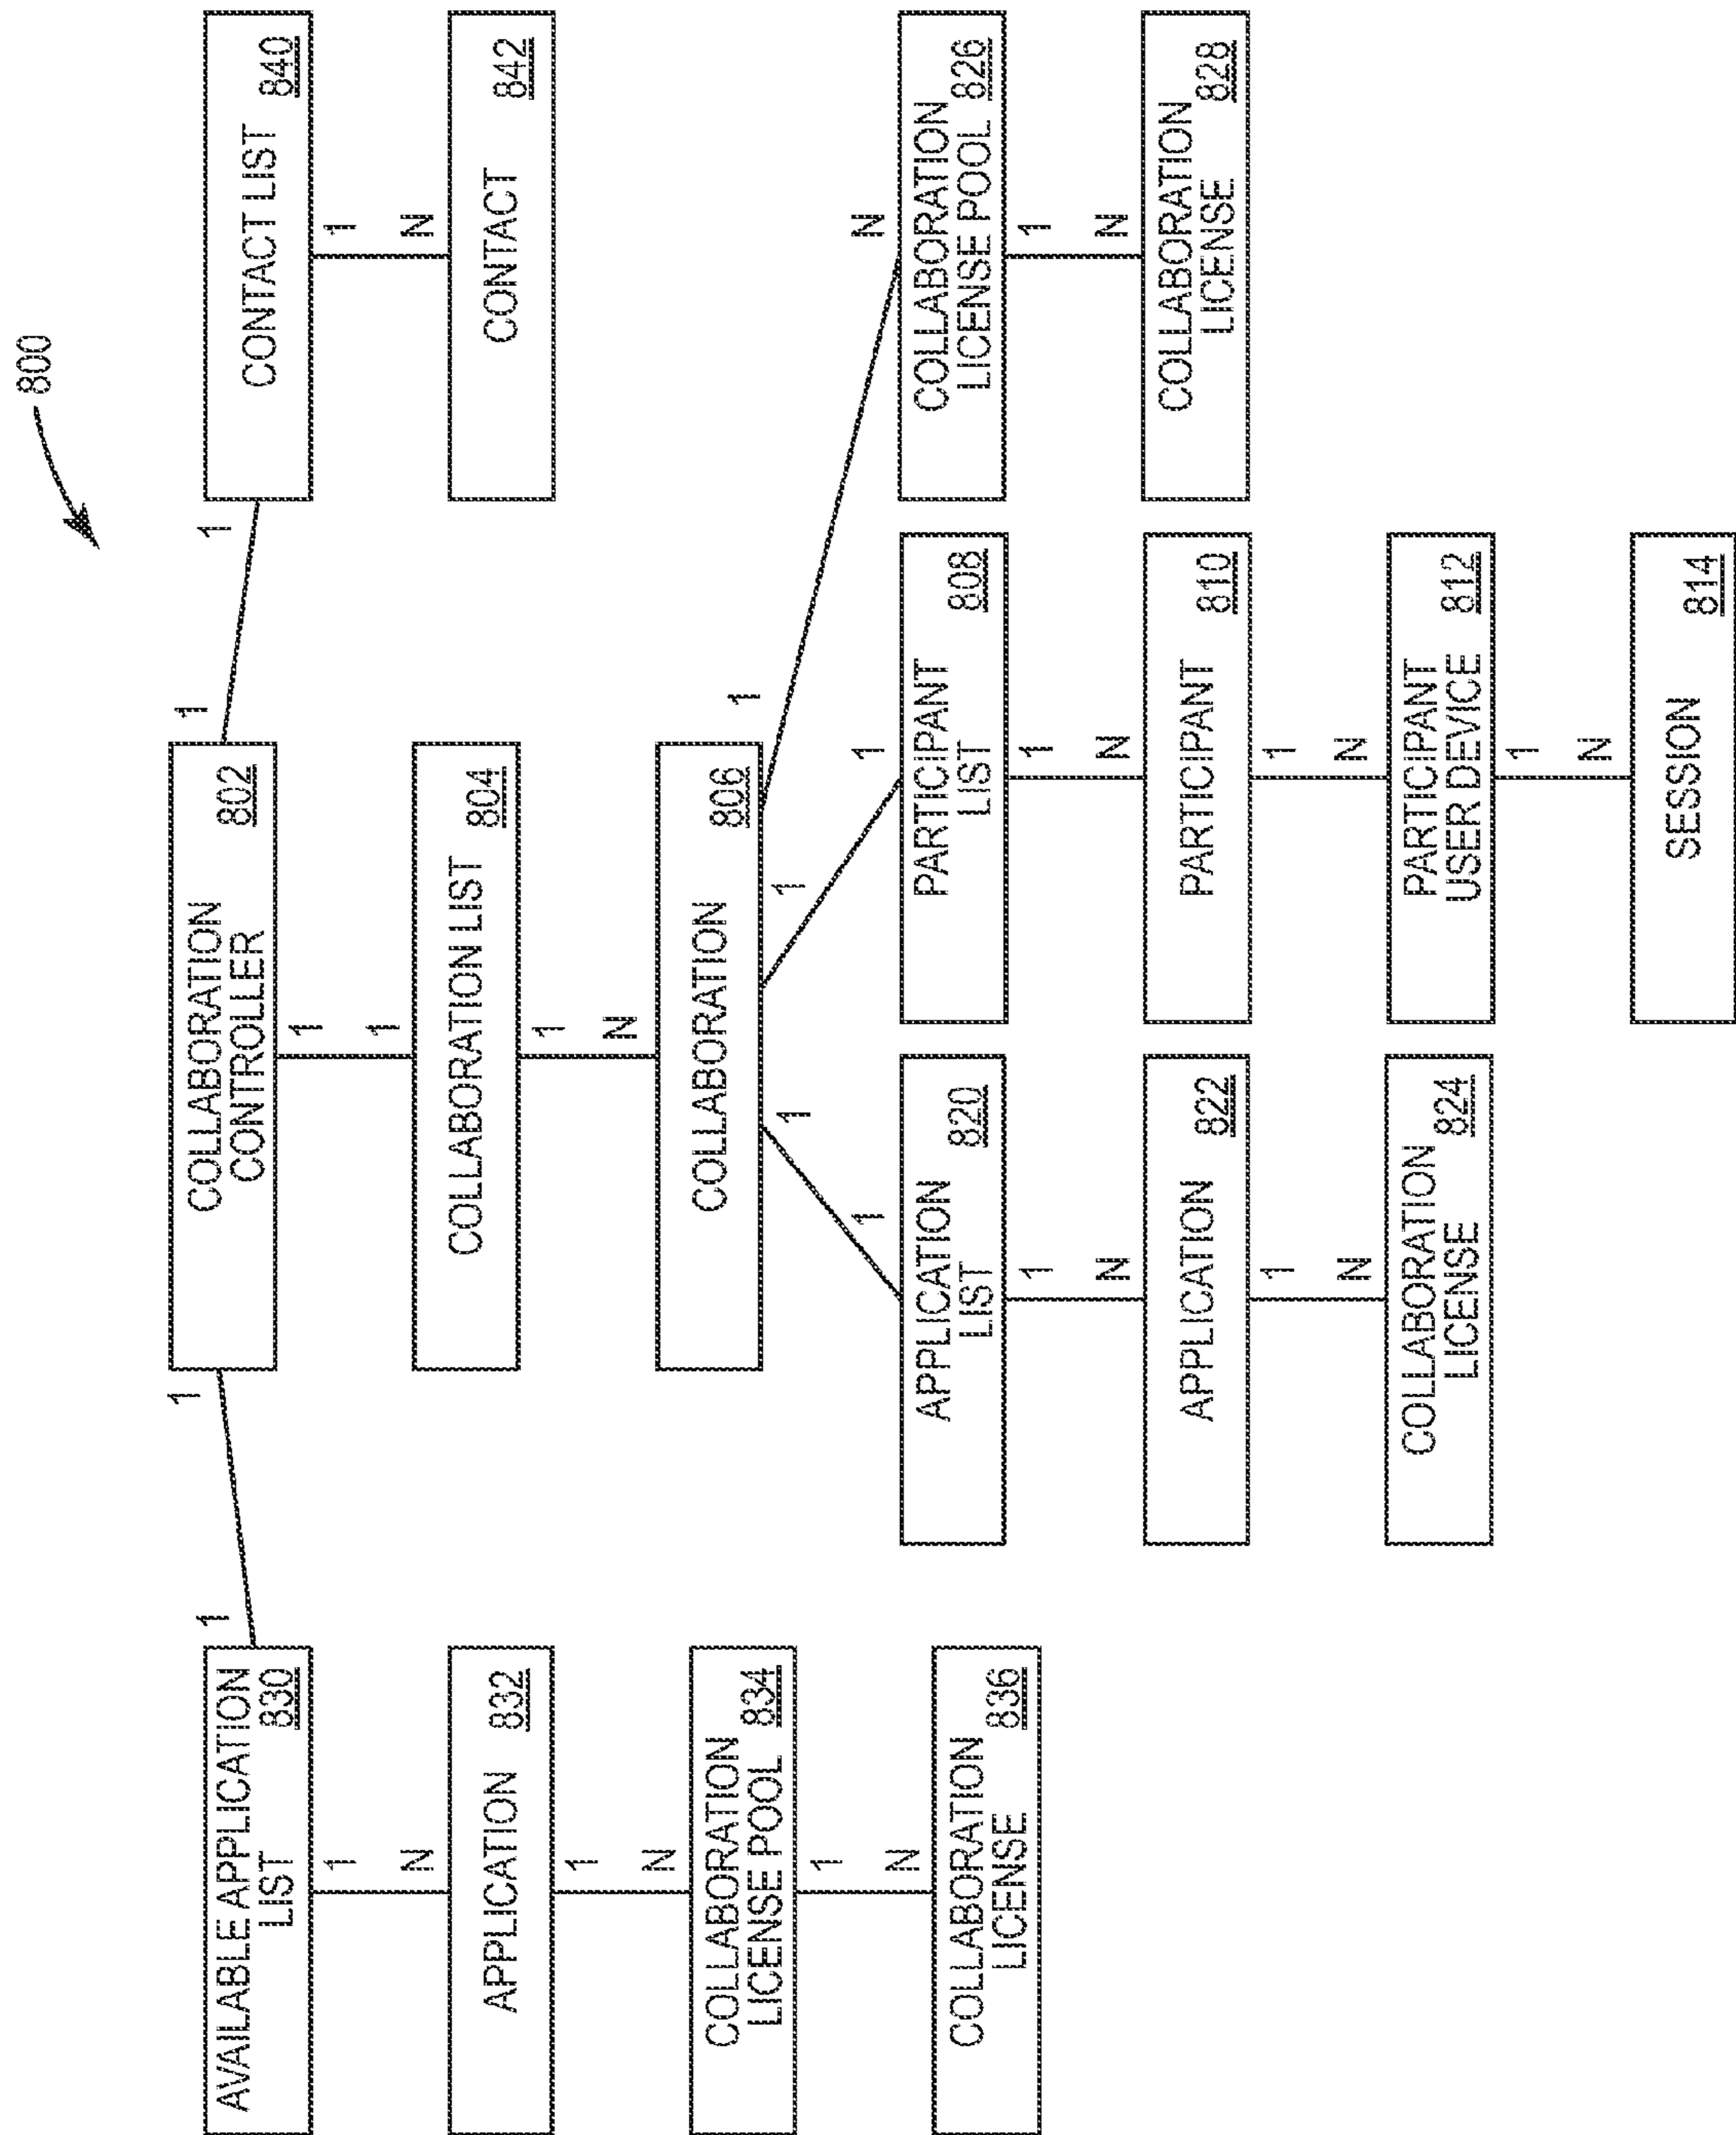 800
COLLABORATION
CONTROLLER 802
1
1
1
1
AVAILABLE APPLICATION
LIST 830
CONTACT LIST 840
1
1
1
1
N
N
COLLABORATION LIST 804
APPLICATION 832
CONTACT 842
1
1
N
N
COLLABORATION 806
COLLABORATION
LICENSE POOL 834
1
1
1
1
N
1
1
N
COLLABORATION
LICENSE 836
APPLICATION
LIST 820
PARTICIPANT
LIST 808
COLLABORATION
LICENSE POOL 826
1
1
1
N
N
N
APPLICATION 822
PARTICIPANT 810
COLLABORATION
LICENSE 828
1
1
N
N
COLLABORATION
LICENSE 824
PARTICIPANT
USER DEVICE 812
1
N
SESSION 814